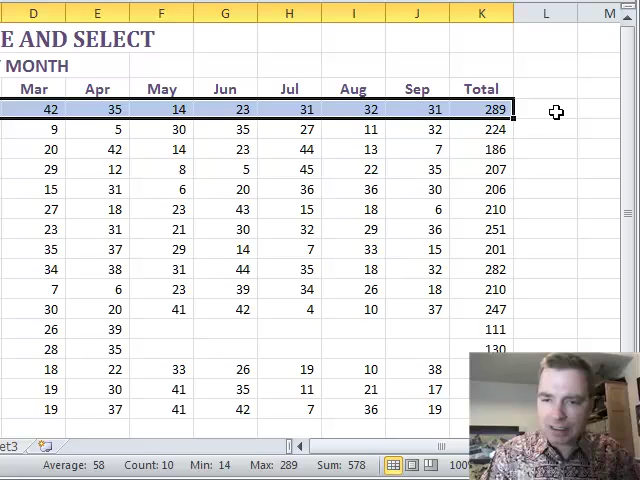 D E F G H I J K L M
E AND SELECT
MONTH
Mar Apr May Jun Jul Aug Sep Total
42 35 14 23 31 32 31 289
9 5 30 35 27 11 32 224
20 42 14 23 44 13 7 186
29 12 8 5 45 22 35 207
15 31 6 20 36 36 30 206
27 18 23 43 15 18 6 210
23 31 21 30 32 29 36 251
35 37 29 14 7 33 15 201
34 38 31 44 35 18 32 282
7 6 23 39 34 26 18 210
30 20 41 42 4 10 37 247
26 39 111
28 35 130
18 22 33 26 19 10 38
19 30 41 35 11 21 17
19 37 41 42 7 36 19
et3
Average: 58 Count: 10 Min: 14 Max: 289 Sum: 578 100%